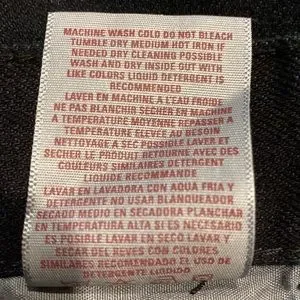 MACHINE WASH COLD DO NOT BLEACH
TUMBLE DRY MEDIUM HOT IRON IF
NEEDED DRY CLEANING POSSIBLE
WASH AND DRY INSIDE OUT WITH
LIKE COLORS LIQUID DETERGENT IS
RECOMMENDED
LAVER EN MACHINE A L'EAU FROIDE
NE PAS BLANCHIR SECHER EN MACHINE
A TEMPERATURE MOYENNE REPASSER A
TEMPERATURE ELEVEE AU BESOIN
NETTOYAGE A SEC POSSIBLE LAVER ET
SECHER LE PRODUIT RETOURNE AVEC DES
COULEURS SIMILAIRES DETERGENT
LIQUIDE RECOMMANDE
LAVAR EN LAVADORA CON AGUA FRIA Y
DETERGENTE NO USAR BLANQUEADOR
SECADO MEDIO EN SECADORA PLANCHAR
EN TEMPERATURA ALTA SI ES NECESARIO
ES POSIBLE LAVAR EN SECO LAVAR Y
SECAR DEL REVES CON COLORES
SIMILARES RECOMENDADO EL USO DE
DETERGENTE LIQUIDO